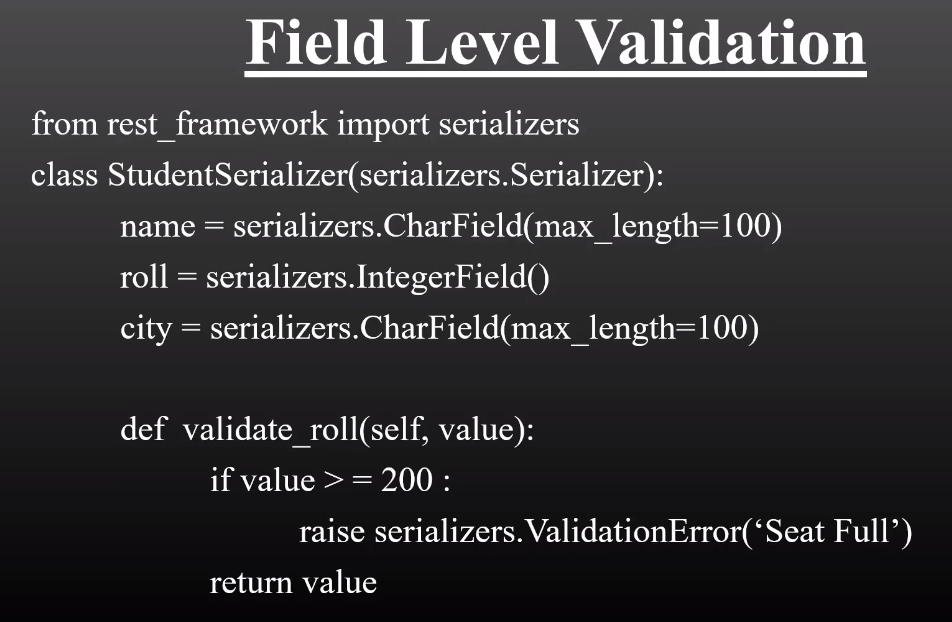 Field Level Validation
from rest_framework import serializers
class StudentSerializer(serializers.Serializer):
name = serializers.CharField(max_length=100)
roll = serializers.IntegerField()
city = serializers.CharField(max_length=100)
def  validate_roll(self, value):
if value > = 200 :
raise serializers.ValidationError(‘Seat Full’)
return value